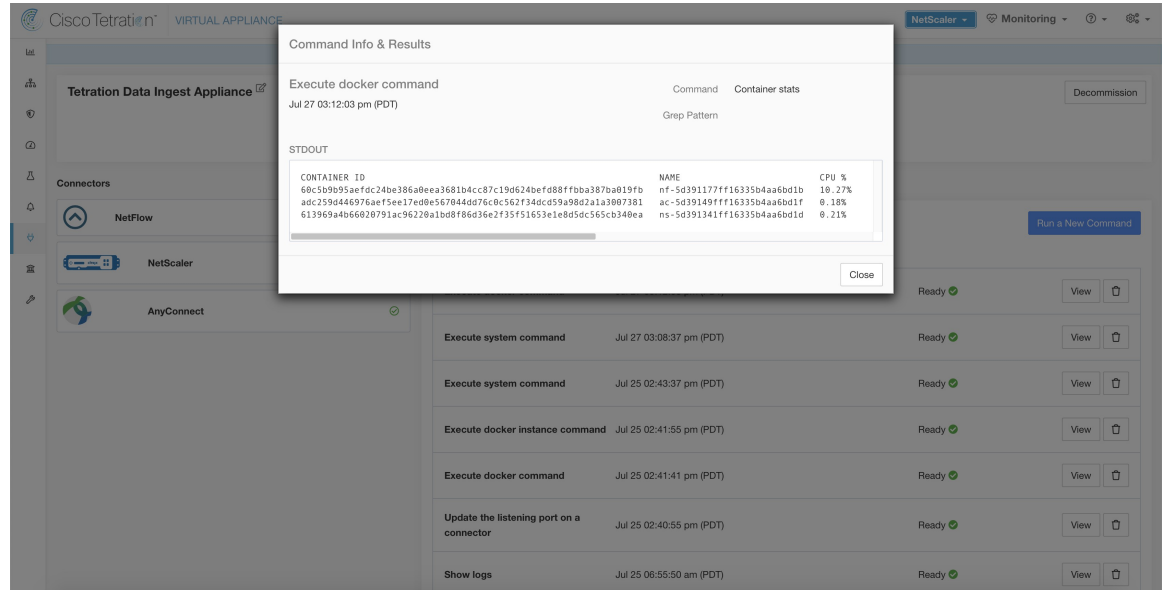 Cisco Tetration™ VIRTUAL APPLIANCE
NetScaler
Monitoring
Command Info & Results
Execute docker command
Jul 27 03:12:03 pm (PDT)
Command Container stats
Grep Pattern
STDOUT
CONTAINER ID NAME CPU %
60c5b9b95aefdc24be386a0eea3681b4cc87c19d624befd88ffbba387ba019fb nf-5d391177ff16335b4aa6bd1b 10.27%
adc259d446976aef5ee17ed0e567044dd76c0c562f34dcd59a98d2a1a3007381 ac-5d39149fff16335b4aa6bd1f 0.18%
613969a4b66020791ac96220a1bd8f86d36e2f35f51653e1e8d5dc565cb340ea ns-5d391341ff16335b4aa6bd1d 0.21%
Close
Tetration Data Ingest Appliance
Decommission
Connectors
NetFlow
NetScaler
AnyConnect
Run a New Command
Ready View
Execute system command Jul 27 03:08:37 pm (PDT) Ready View
Execute system command Jul 25 02:43:37 pm (PDT) Ready View
Execute docker instance command Jul 25 02:41:55 pm (PDT) Ready View
Execute docker command Jul 25 02:41:41 pm (PDT) Ready View
Update the listening port on a
connector Jul 25 02:40:55 pm (PDT) Ready View
Show logs Jul 25 06:55:50 am (PDT) Ready View